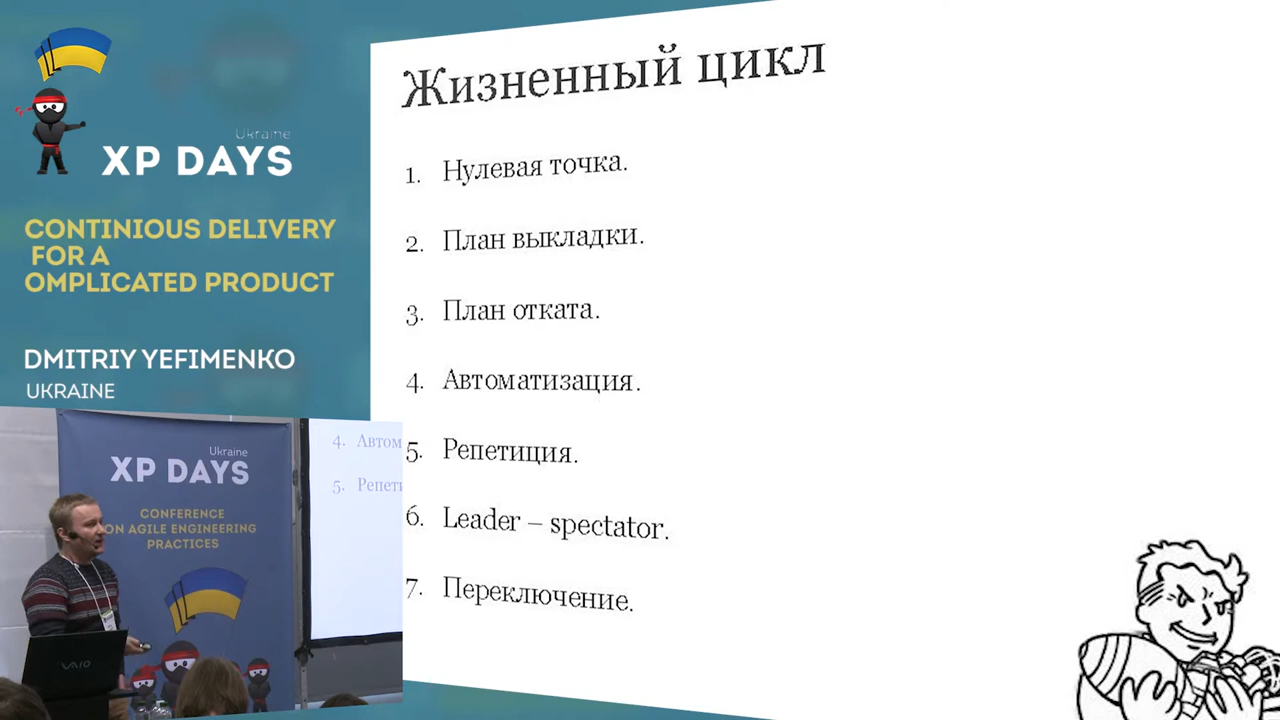 Ukraine
XP DAYS
CONTINIOUS DELIVERY
FOR A
OMPLICATED PRODUCT
DMITRIY YEFIMENKO
UKRAINE
Жизненный цикл
1. Нулевая точка.
2. План выкладки.
3. План отката.
4. Автоматизация.
5. Репетиция.
6. Leader – spectator.
7. Переключение.
Ukraine
XP DAYS
CONFERENCE
ON AGILE ENGINEERING
PRACTICES
4. Автом
5. Репети
VAIO